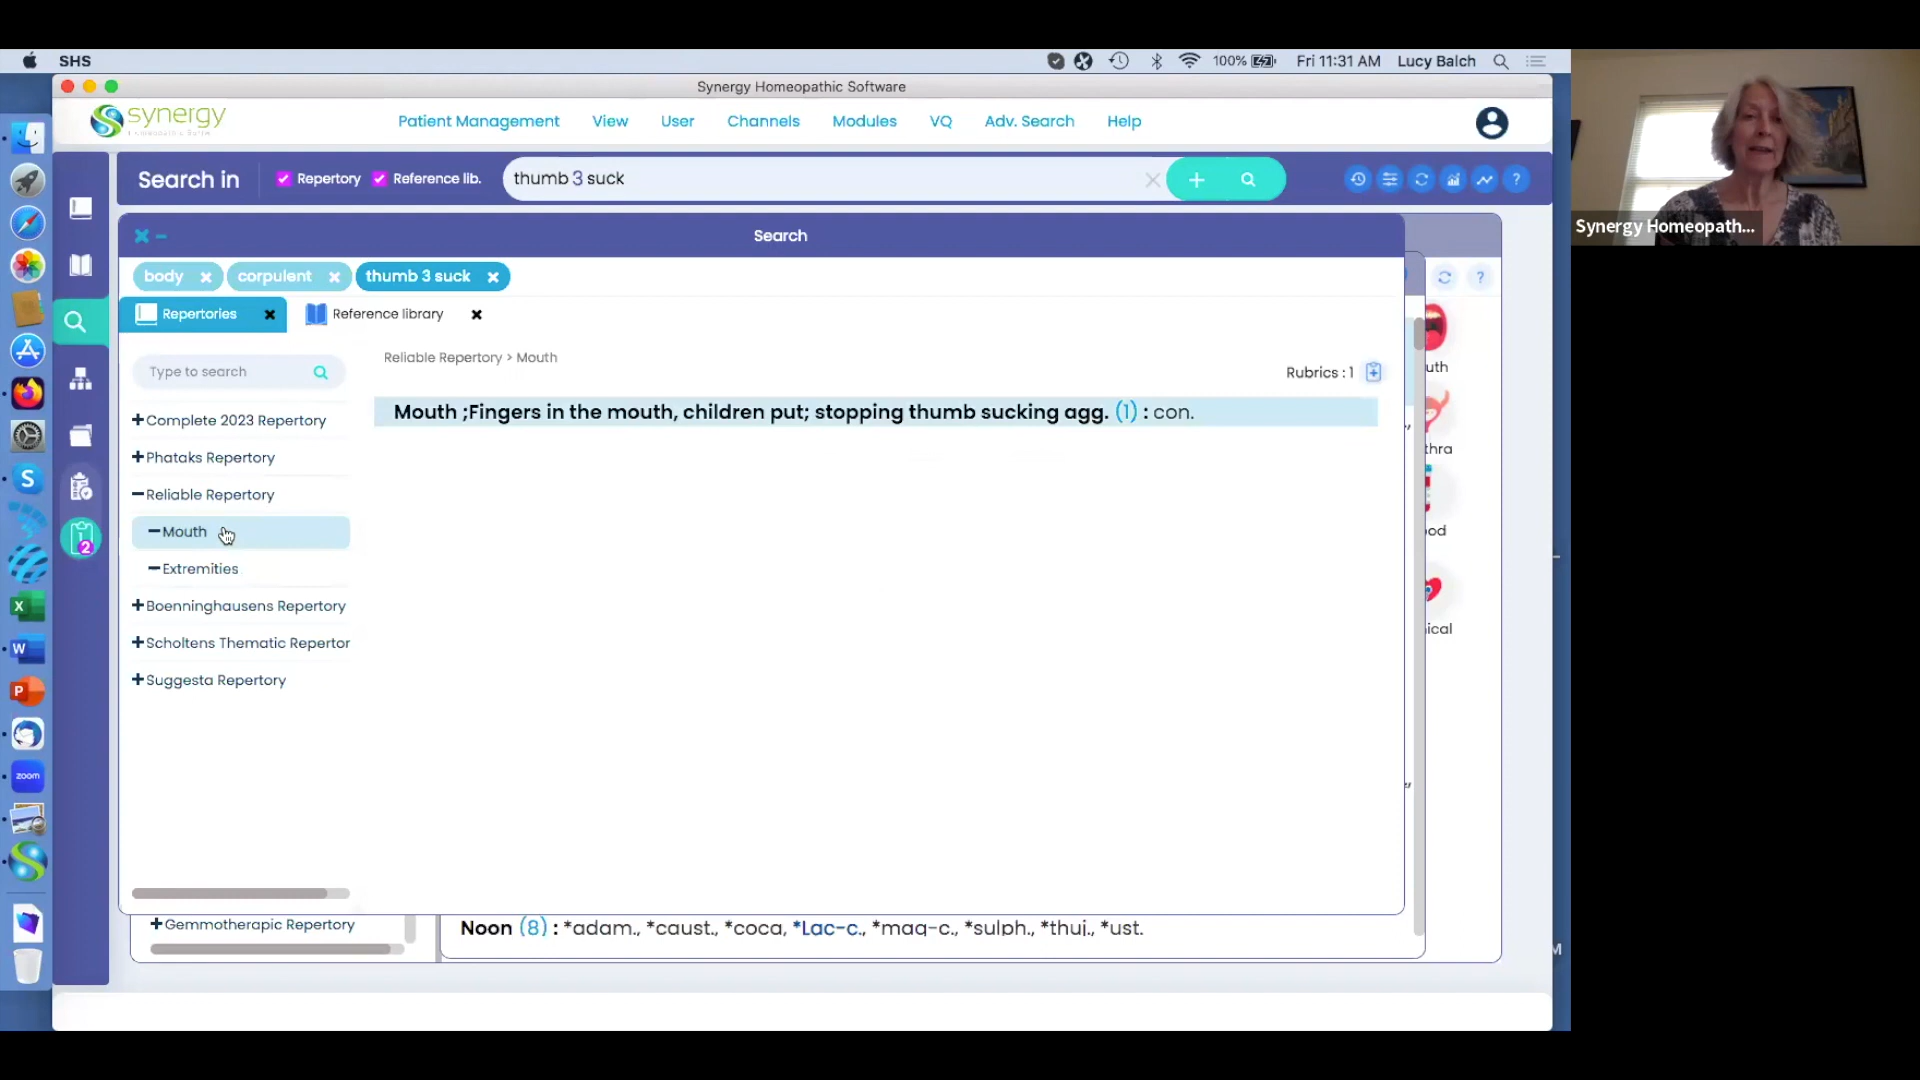 SHS
100%
Fri 11:31 AM
Lucy Balch
Synergy Homeopathic Software
synergy
Patient Management
View
User
Channels
Modules
VQ
Adv. Search
Help
Search in
Repertory
Reference lib.
thumb 3 suck
Synergy Homeopath...
Search
body
corpulent
thumb 3 suck
Repertories
Reference library
Type to search
Reliable Repertory > Mouth
Rubrics : 1
Mouth ;Fingers in the mouth, children put; stopping thumb sucking agg. (1) : con.
Complete 2023 Repertory
Phataks Repertory
Reliable Repertory
Mouth
Extremities
Boenninghausens Repertory
Scholtens Thematic Repertor
Suggesta Repertory
uth
thra
od
ical
zoom
2
Gemmotherapic Repertory
Noon (8) : *adam., *caust., *coca, *Lac-c., *mag-c., *sulph., *thuj., *ust.
M